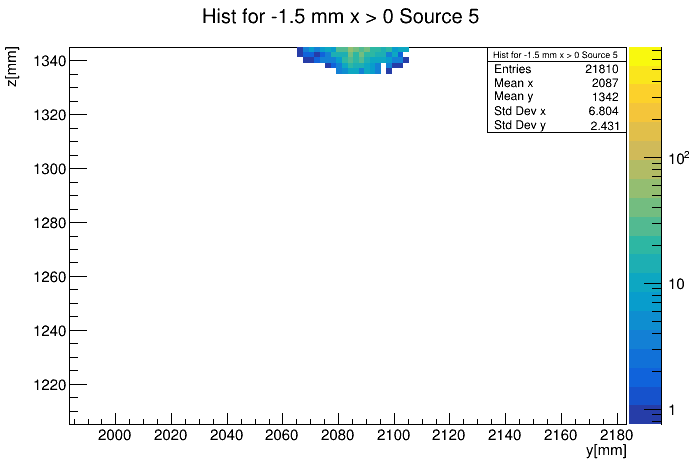 Hist for -1.5 mm x > 0 Source 5
z[mm]
Hist for -1.5 mm x > 0 Source 5
Entries 21810
Mean x 2087
Mean y 1342
Std Dev x 6.804
Std Dev y 2.431
1340
1320
1300
1280
1260
1240
1220
10²
10
1
2000 2020 2040 2060 2080 2100 2120 2140 2160 2180
y[mm]